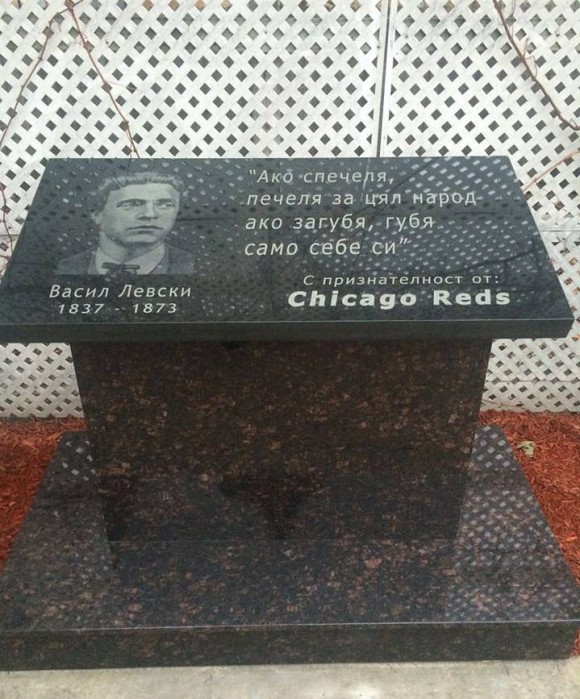 "Ако спечеля,
печеля за цял народ-
ако загубя, губя
само себе си"
С признателност от:
Chicago Reds
Васил Левски
1837 - 1873